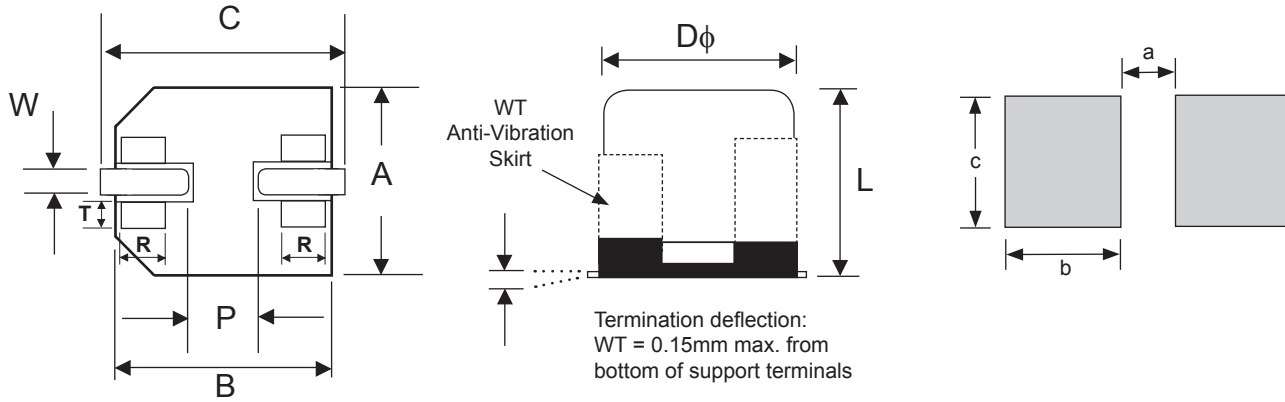 C
W
A
T
R
R
P
B
Dϕ
WT
Anti-Vibration
Skirt
L
Termination deflection:
WT = 0.15mm max. from
bottom of support terminals
a
c
b